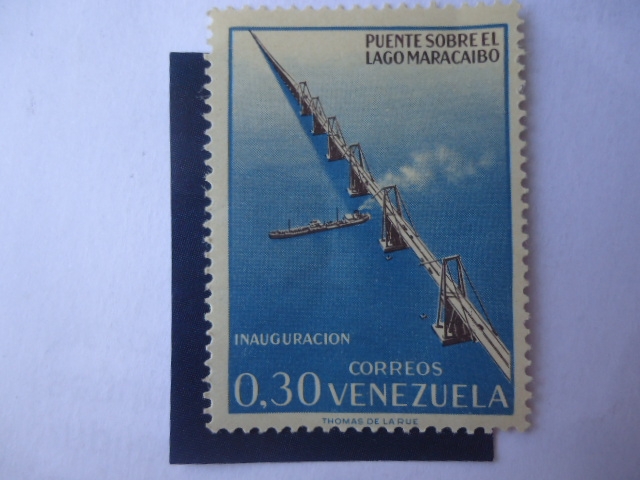 PUENTE SOBRE EL
LAGO MARACAIBO
INAUGURACION
CORREOS
0,30 VENEZUELA
THOMAS DE LA RUE